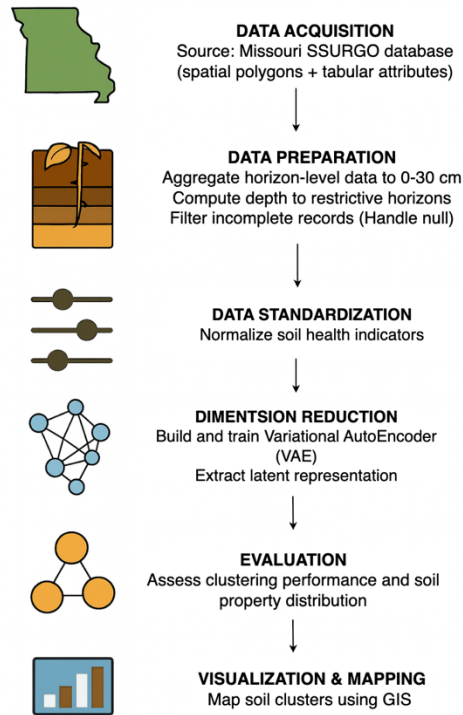 DATA ACQUISITION
Source: Missouri SSURGO database
(spatial polygons + tabular attributes)
DATA PREPARATION
Aggregate horizon-level data to 0-30 cm
Compute depth to restrictive horizons
Filter incomplete records (Handle null)
DATA STANDARDIZATION
Normalize soil health indicators
DIMENTSION REDUCTION
Build and train Variational AutoEncoder
(VAE)
Extract latent representation
EVALUATION
Assess clustering performance and soil
property distribution
VISUALIZATION & MAPPING
Map soil clusters using GIS